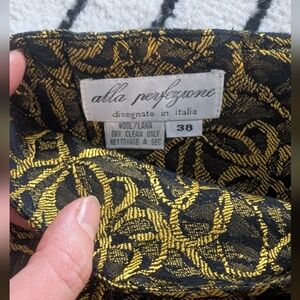 alla perfezione
disegnato in italia
WOOL/LANA
DRY CLEAN ONLY
NETTOYAGE A SEC
38